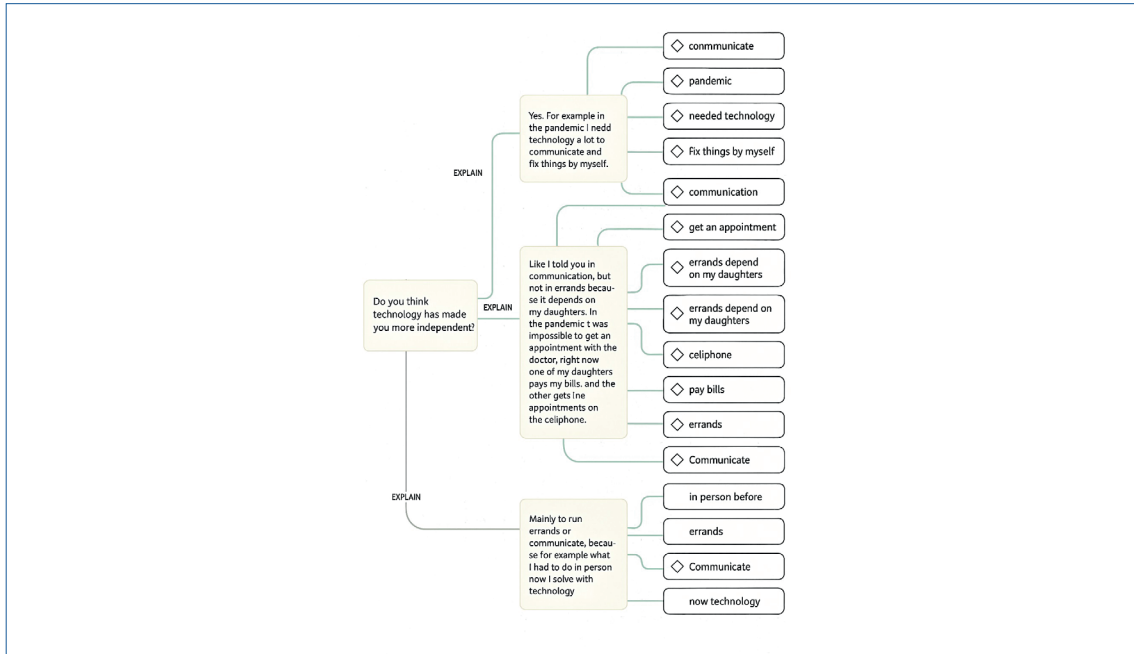 Do you think
technology has made
you more independent?
EXPLAIN
Yes. For example in
the pandemic I nedd
technology a lot to
communicate and
fix things by myself.
conmmunicate
pandemic
needed technology
Fix things by myself
communication
EXPLAIN
Like I told you in
communication, but
not in errands becau-
se it depends on
my daughters. In
the pandemic t was
impossible to get an
appointment with the
doctor, right now
one of my daughters
pays my bills. and the
other gets lne
appointments on
the celiphone.
get an appointment
errands depend
on my daughters
errands depend on
my daughters
celiphone
pay bills
errands
Communicate
EXPLAIN
Mainly to run
errands or
communicate, becau-
se for example what
I had to do in person
now I solve with
technology
in person before
errands
Communicate
now technology